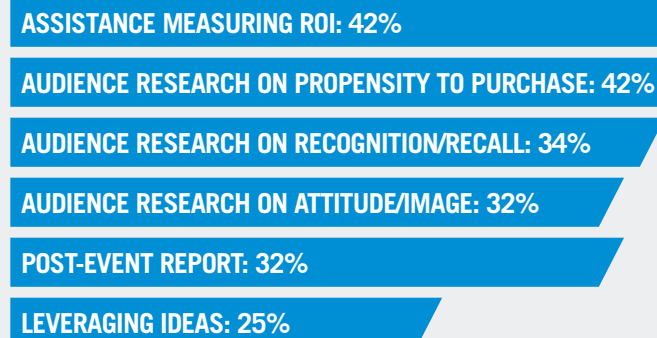 ASSISTANCE MEASURING ROI: 42%
AUDIENCE RESEARCH ON PROPENSITY TO PURCHASE: 42%
AUDIENCE RESEARCH ON RECOGNITION/RECALL: 34%
AUDIENCE RESEARCH ON ATTITUDE/IMAGE: 32%
POST-EVENT REPORT: 32%
LEVERAGING IDEAS: 25%